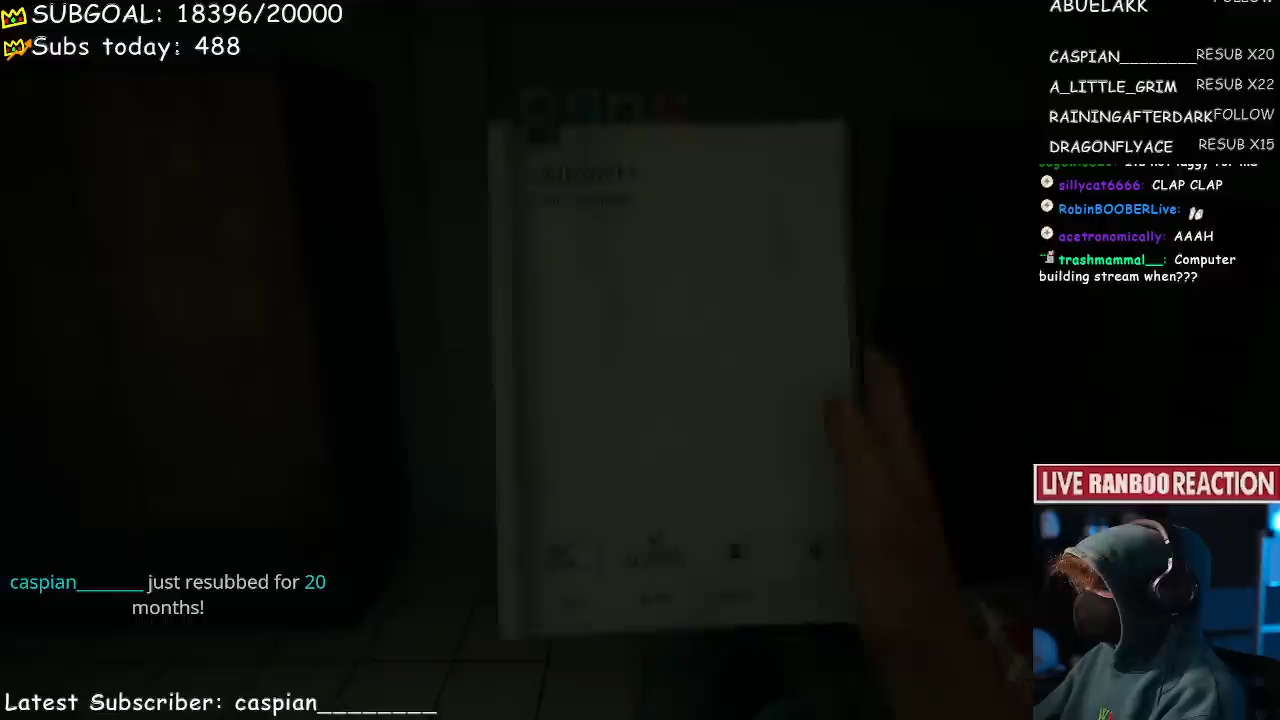 SUBGOAL: 18396/20000
Subs today: 488
ABUELAKK
CASPIAN________ RESUB X20
A_LITTLE_GRIM RESUB X22
RAININGAFTERDARK FOLLOW
DRAGONFLYACE RESUB X15
sillycat6666: CLAP CLAP
RobinBOOBERLive:
acetronomically: AAAH
trashmammal__: Computer
building stream when???
LIVE RANBOO REACTION
caspian________ just resubbed for 20
months!
Latest Subscriber: caspian________